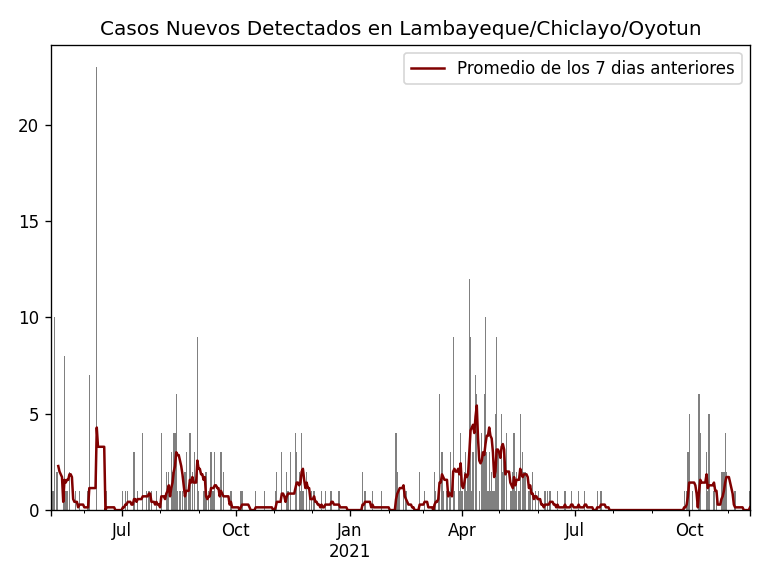 Casos Nuevos Detectados en Lambayeque/Chiclayo/Oyotun
Promedio de los 7 dias anteriores
20
15
10
5
0
Jul
Oct
Jan
2021
Apr
Jul
Oct